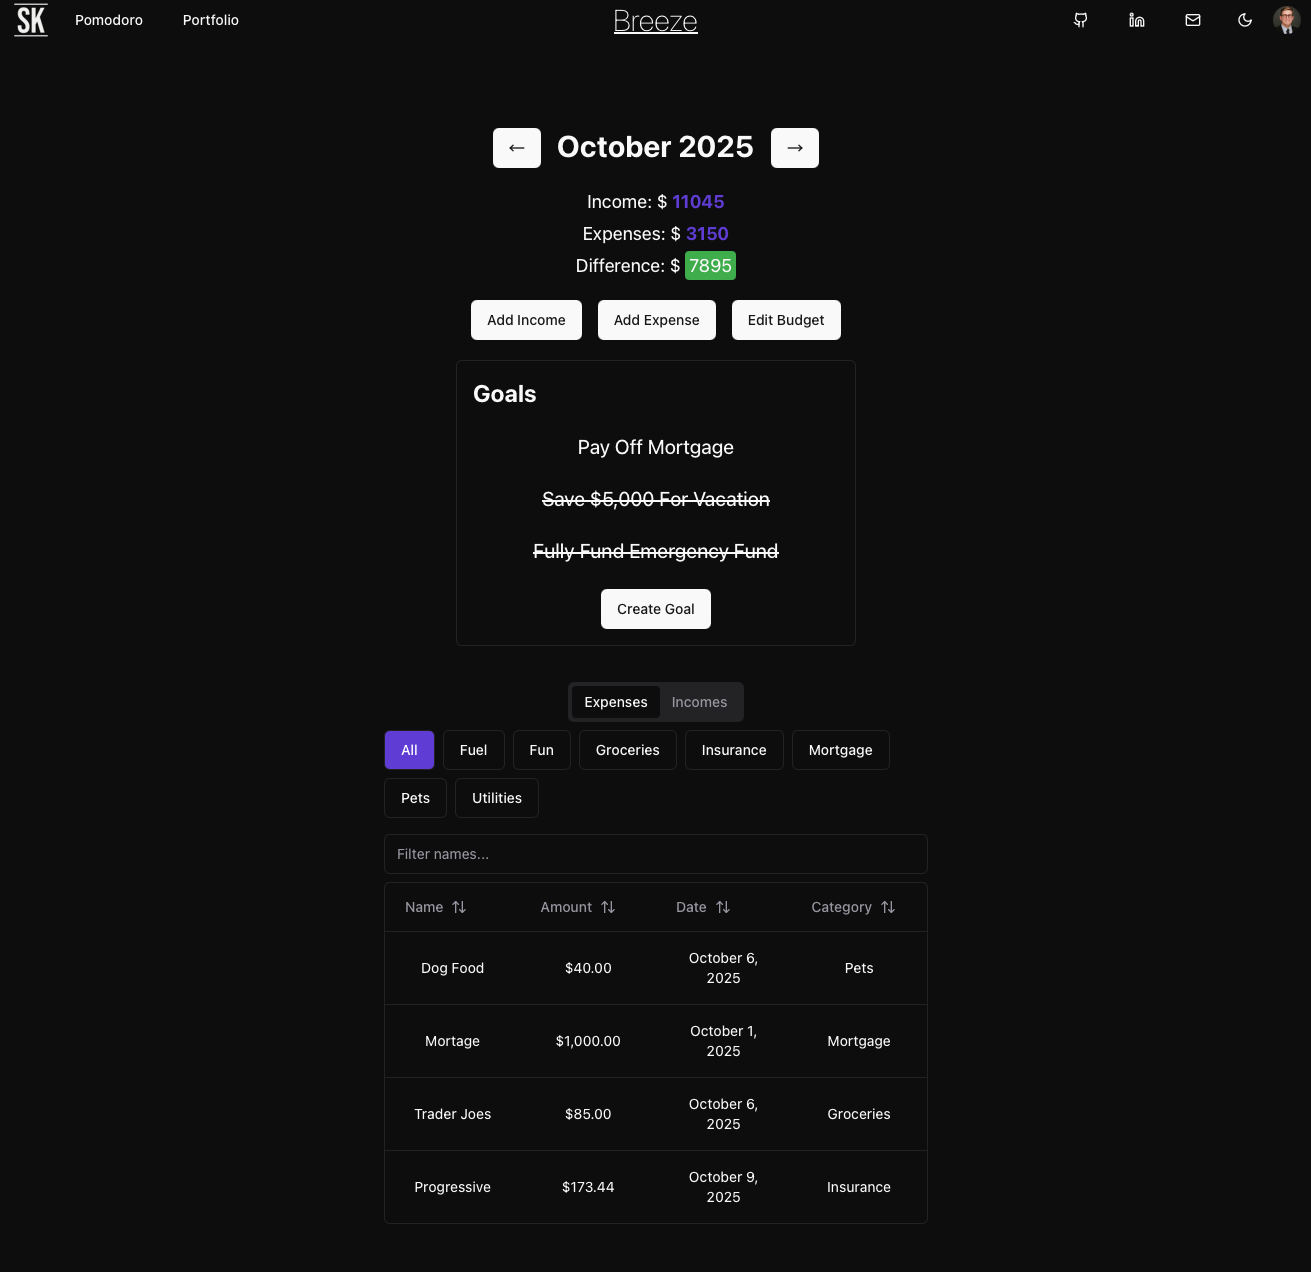 SK Pomodoro Portfolio Breeze
← October 2025 →
Income: $ 11045
Expenses: $ 3150
Difference: $ 7895
Add Income Add Expense Edit Budget
Goals
Pay Off Mortgage
Save $5,000 For Vacation
Fully Fund Emergency Fund
Create Goal
Expenses Incomes
All Fuel Fun Groceries Insurance Mortgage
Pets Utilities
Filter names...
Name Amount Date Category
Dog Food $40.00 October 6, 2025 Pets
Mortage $1,000.00 October 1, 2025 Mortgage
Trader Joes $85.00 October 6, 2025 Groceries
Progressive $173.44 October 9, 2025 Insurance